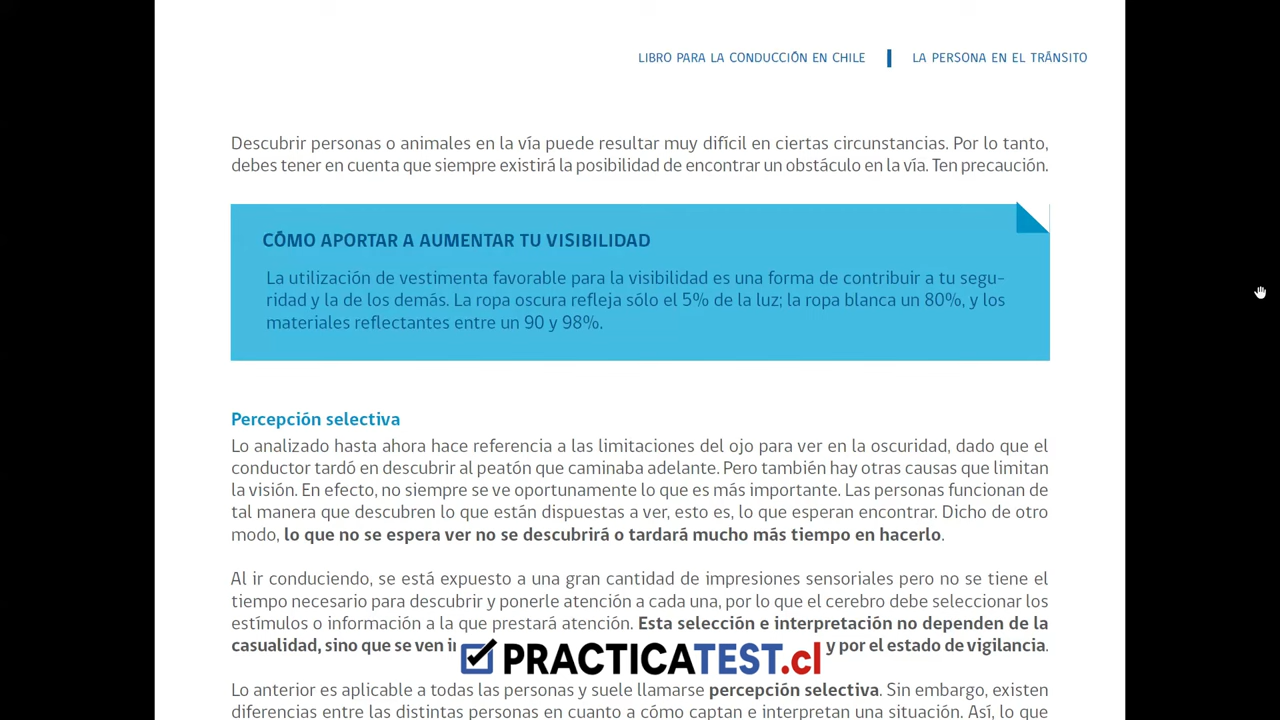 LIBRO PARA LA CONDUCCIÓN EN CHILE | LA PERSONA EN EL TRÁNSITO
Descubrir personas o animales en la vía puede resultar muy difícil en ciertas circunstancias. Por lo tanto,
debes tener en cuenta que siempre existirá la posibilidad de encontrar un obstáculo en la vía. Ten precaución.
CÓMO APORTAR A AUMENTAR TU VISIBILIDAD
La utilización de vestimenta favorable para la visibilidad es una forma de contribuir a tu segu-
ridad y la de los demás. La ropa oscura refleja sólo el 5% de la luz; la ropa blanca un 80%, y los
materiales reflectantes entre un 90 y 98%.
Percepción selectiva
Lo analizado hasta ahora hace referencia a las limitaciones del ojo para ver en la oscuridad, dado que el
conductor tardó en descubrir al peatón que caminaba adelante. Pero también hay otras causas que limitan
la visión. En efecto, no siempre se ve oportunamente lo que es más importante. Las personas funcionan de
tal manera que descubren lo que están dispuestas a ver, esto es, lo que esperan encontrar. Dicho de otro
modo, lo que no se espera ver no se descubrirá o tardará mucho más tiempo en hacerlo.
Al ir conduciendo, se está expuesto a una gran cantidad de impresiones sensoriales pero no se tiene el
tiempo necesario para descubrir y ponerle atención a cada una, por lo que el cerebro debe seleccionar los
estímulos o información a la que prestará atención. Esta selección e interpretación no dependen de la
casualidad, sino que se ven y por el estado de vigilancia.
PRACTICATEST.cl
Lo anterior es aplicable a todas las personas y suele llamarse percepción selectiva. Sin embargo, existen
diferencias entre las distintas personas en cuanto a cómo captan e interpretan una situación. Así, lo que